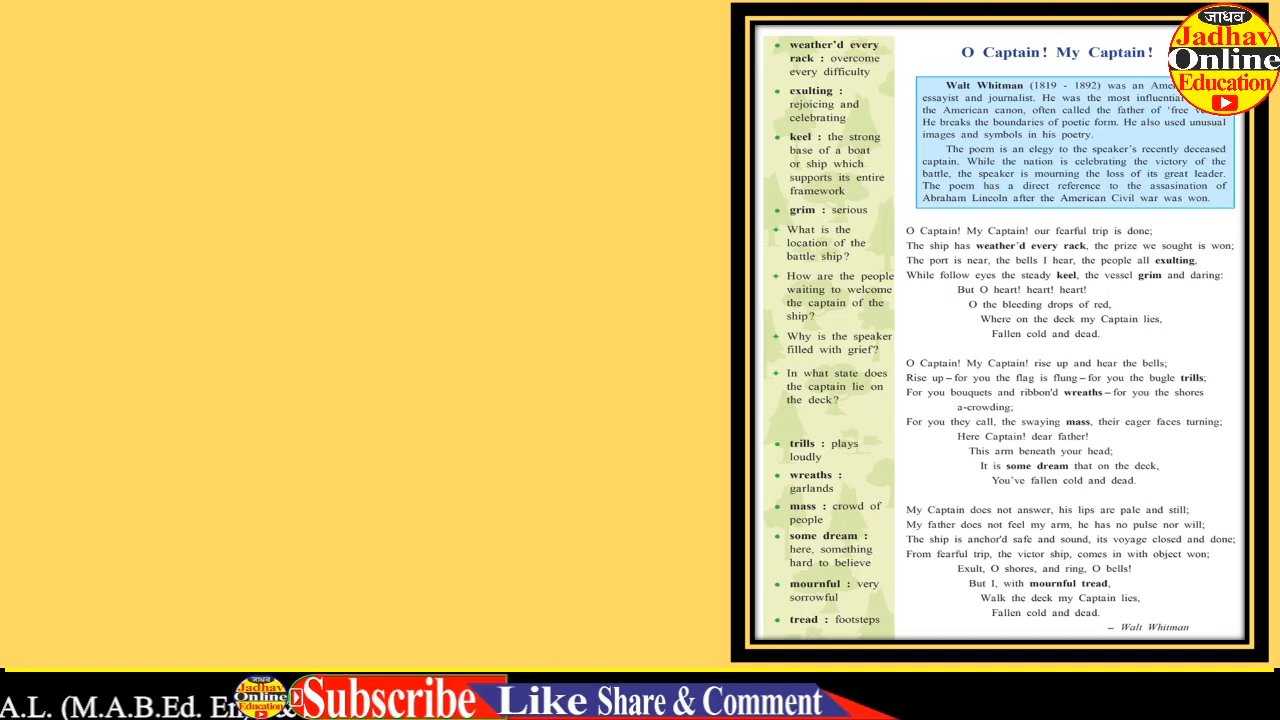 जाधव
Jadhav
Online
Education
weather'd every
rack : overcome
every difficulty
exulting :
rejoicing and
celebrating
keel : the strong
base of a boat
or ship which
supports its entire
framework
grim : serious
What is the
location of the
battle ship?
How are the people
waiting to welcome
the captain of the
ship?
Why is the speaker
filled with grief?
In what state does
the captain lie on
the deck?
trills : plays
loudly
wreaths :
garlands
mass : crowd of
people
some dream :
here, something
hard to believe
mournful : very
sorrowful
tread : footsteps
O Captain! My Captain!
Walt Whitman (1819 - 1892) was an
essayist and journalist. He was the most influential
the American canon, often called the father of 'free
He breaks the boundaries of poetic form. He also used unusual
images and symbols in his poetry.
The poem is an elegy to the speaker's recently deceased
captain. While the nation is celebrating the victory of the
battle, the speaker is mourning the loss of its great leader.
The poem has a direct reference to the assasination of
Abraham Lincoln after the American Civil war was won.
O Captain! My Captain! our fearful trip is done;
The ship has weather'd every rack, the prize we sought is won;
The port is near, the bells I hear, the people all exulting,
While follow eyes the steady keel, the vessel grim and daring:
But O heart! heart! heart!
O the bleeding drops of red,
Where on the deck my Captain lies,
Fallen cold and dead.
O Captain! My Captain! rise up and hear the bells;
Rise up – for you the flag is flung – for you the bugle trills;
For you bouquets and ribbon'd wreaths – for you the shores
a-crowding;
For you they call, the swaying mass, their eager faces turning;
Here Captain! dear father!
This arm beneath your head;
It is some dream that on the deck,
You've fallen cold and dead.
My Captain does not answer, his lips are pale and still;
My father does not feel my arm, he has no pulse nor will;
The ship is anchor'd safe and sound, its voyage closed and done;
From fearful trip, the victor ship, comes in with object won;
Exult, O shores, and ring, O bells!
But I, with mournful tread,
Walk the deck my Captain lies,
Fallen cold and dead.
– Walt Whitman
A.L. (M.A.B.Ed. En
जाधव
Jadhav
Online
Education
Subscribe
Like Share & Comment